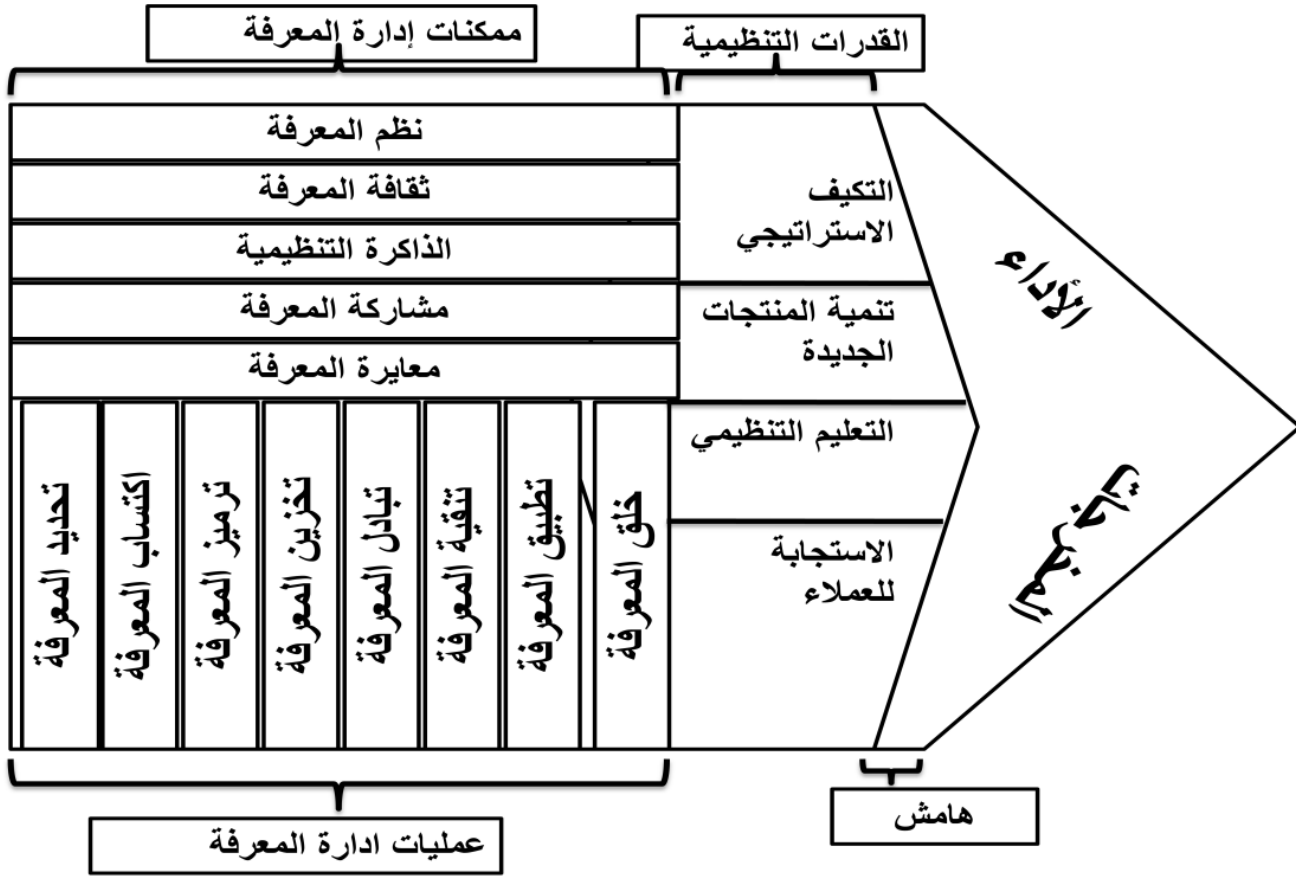 القدرات التنظيمية
ممكنات إدارة المعرفة
نظم المعرفة
ثقافة المعرفة
الذاكرة التنظيمية
مشاركة المعرفة
معايرة المعرفة
التكيف
الاستراتيجي
تنمية المنتجات
الجديدة
التعليم التنظيمي
الاستجابة
للعملاء
الأداء
المخرجات
خلق المعرفة
تطبيق المعرفة
تنقية المعرفة
تبادل المعرفة
تخزين المعرفة
ترميز المعرفة
اكتساب المعرفة
تحديد المعرفة
هامش
عمليات ادارة المعرفة